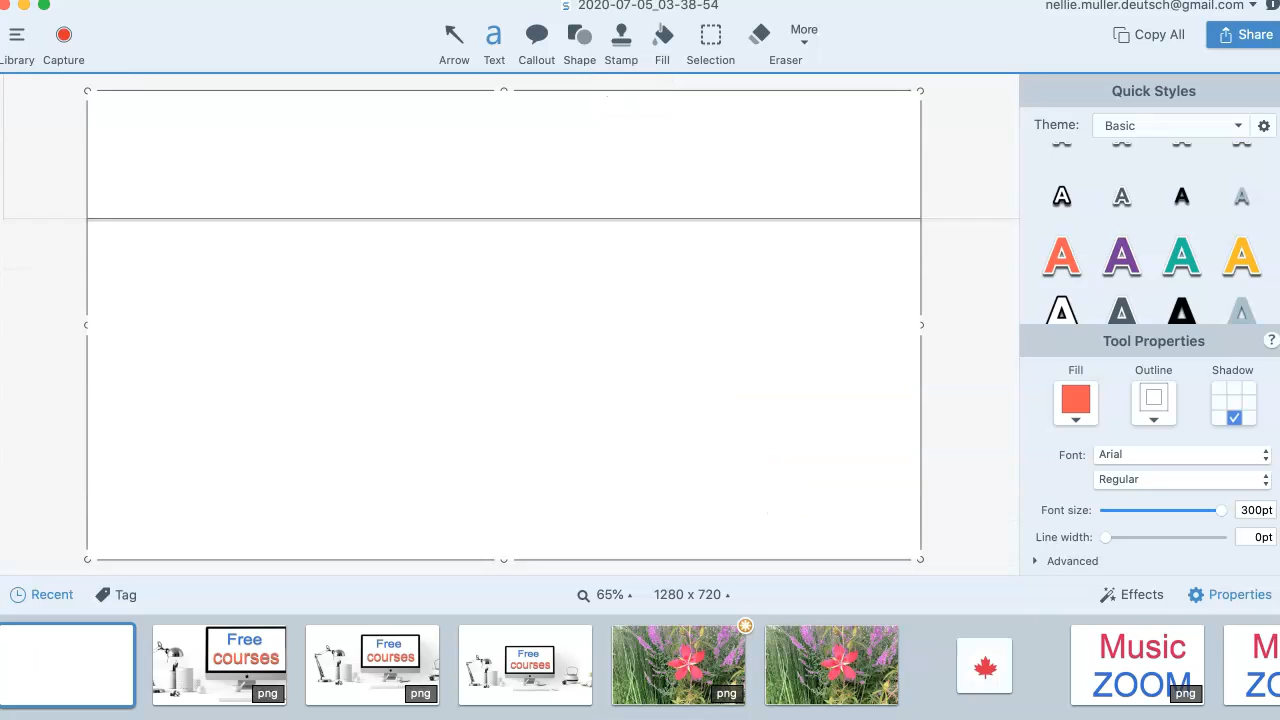 2020-07-05_03-38-54
nellie.muller.deutsch@gmail.com
Library
Capture
Arrow
a
Text
Callout
Shape
Stamp
Fill
Selection
Eraser
More
Copy All
Share
Quick Styles
Theme: Basic
A A A A
A A A A
A A A A
Tool Properties ?
Fill Outline Shadow
Font: Arial
Regular
Font size: 300pt
Line width: 0pt
Advanced
Recent
Tag
65%
1280 x 720
Effects
Properties
Free
courses
png
Free
courses
png
Free
courses
png
Music
ZOOM
png
M
ZO